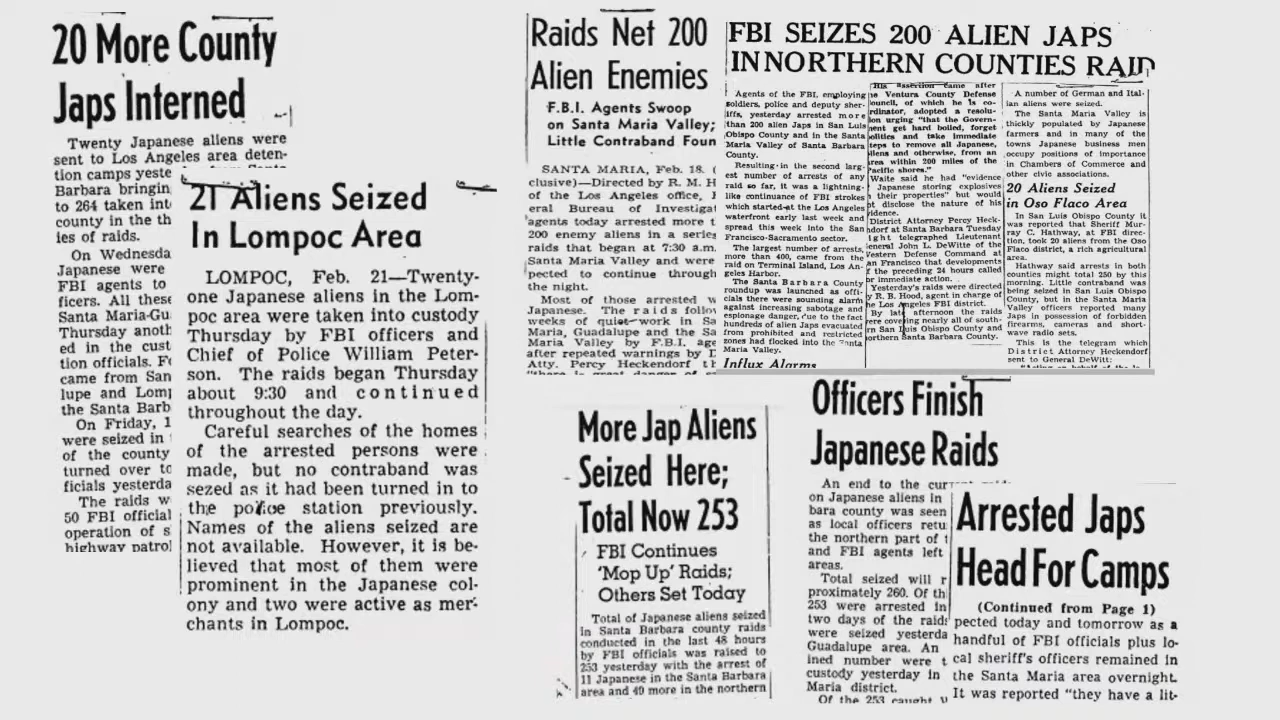 20 More County
Japs Interned
Twenty Japanese aliens were
sent to Los Angeles area deten-
tion camps yeste
Barbara bringin
to 264 taken int
county in the th
ies of raids.
On Wednesda
Japanese were
FBI agents to
ficers. All these
Santa Maria-Gu
Thursday anoth
ed in the cust
tion officials. Fo
came from San
lupe and Lomp
the Santa Barb
On Friday, 1
were seized in
of the county
turned over to
ficials yesterda
The raids w
50 FBI official
operation of s
highway patrol
21 Aliens Seized
In Lompoc Area
LOMPOC, Feb. 21—Twenty-
one Japanese aliens in the Lom-
poc area were taken into custody
Thursday by FBI officers and
Chief of Police William Peter-
son. The raids began Thursday
about 9:30 and continued
throughout the day.
Careful searches of the homes
of the arrested persons were
made, but no contraband was
sezed as it had been turned in to
the police station previously.
Names of the aliens seized are
not available. However, it is be-
lieved that most of them were
prominent in the Japanese col-
ony and two were active as mer-
chants in Lompoc.
Raids Net 200
Alien Enemies
F.B.I. Agents Swoop
on Santa Maria Valley;
Little Contraband Foun
SANTA MARIA, Feb. 18. (
clusive)—Directed by R. M. H
of the Los Angeles office, F
eral Bureau of Investigat
agents today arrested more t
200 enemy aliens in a series
raids that began at 7:30 a.m.
Santa Maria Valley and were
pected to continue through
the night.
Most of those arrested w
Japanese. The raids follow
weeks of quiet work in Sa
Maria, Guadalupe and the Sa
Maria Valley by F.B.I. age
after repeated warnings by D
Atty. Percy Heckendorf th
"there is great danger of
FBI SEIZES 200 ALIEN JAPS
IN NORTHERN COUNTIES RAID
Agents of the FBI, employing
soldiers, police and deputy sher-
iffs, yesterday arrested more
than 200 alien Japs in San Luis
Obispo County and in the Santa
Maria Valley of Santa Barbara
County.
Resulting in the second larg-
est number of arrests of any
raid so far, it was a lightning-
like continuance of FBI strokes
which started at the Los Angeles
waterfront early last week and
spread this week into the San
Francisco-Sacramento sector.
The largest number of arrests,
more than 400, came from the
raid on Terminal Island, Los An-
geles Harbor.
The Santa Barbara County
roundup was launched as offi-
cials there were sounding alarm
against increasing sabotage and
espionage danger, due to the fact
hundreds of alien Japs evacuated
from prohibited and restricted
zones had flocked into the Santa
Maria Valley.
Influx Alarms
His assertion came after
he Ventura County Defense
ouncil, of which he is co-
rdinator, adopted a resolu-
ion urging "that the Govern-
ent get hard boiled, forget
olitics and take immediate
teps to remove all Japanese,
liens and otherwise, from an
rea within 200 miles of the
Pacific shores."
Waite said he had "evidence
Japanese storing explosives
their properties" but would
t disclose the nature of his
idence.
District Attorney Percy Heck-
ndorf at Santa Barbara Tuesday
ight telegraphed Lieutenant
eneral John L. DeWitte of the
Western Defense Command at
an Francisco that developments
f the preceding 24 hours called
or immediate action.
Yesterday's raids were directed
y R. B. Hood, agent in charge of
he Los Angeles FBI district.
By late afternoon the raids
ere covering nearly all of south-
rn San Luis Obispo County and
orthern Santa Barbara County.
A number of German and Ital-
ian aliens were seized.
The Santa Maria Valley is
thickly populated by Japanese
farmers and in many of the
towns Japanese business men
occupy positions of importance
in Chambers of Commerce and
other civic associations.
20 Aliens Seized
in Oso Flaco Area
In San Luis Obispo County it
was reported that Sheriff Mur-
ray C. Hathway, at FBI direc-
tion, took 20 aliens from the Oso
Flaco district, a rich agricultural
area.
Hathway said arrests in both
counties might total 250 by this
morning. Little contraband was
being seized in San Luis Obispo
County, but in the Santa Maria
Valley officers reported many
Japs in possession of forbidden
firearms, cameras and short-
wave radio sets.
This is the telegram which
District Attorney Heckendorf
sent to General DeWitte:
"Acting on behalf of the
More Jap Aliens
Seized Here;
Total Now 253
FBI Continues
'Mop Up' Raids;
Others Set Today
Total of Japanese aliens seized
in Santa Barbara county raids
conducted in the last 48 hours
by FBI officials was raised to
253 yesterday with the arrest of
11 Japanese in the Santa Barbara
area and 40 more in the northern
Officers Finish
Japanese Raids
An end to the cur
on Japanese aliens in
bara county was seen
as local officers retu
the northern part of t
and FBI agents left
areas.
Total seized will r
proximately 260. Of th
253 were arrested in
two days of the raids
were seized yesterda
Guadalupe area. An
ined number were t
custody yesterday in
Maria district.
Of the 253 caught
Arrested Japs
Head For Camps
(Continued from Page 1)
pected today and tomorrow as a
handful of FBI officials plus lo-
cal sheriff's officers remained in
the Santa Maria area overnight.
It was reported "they have a lit-